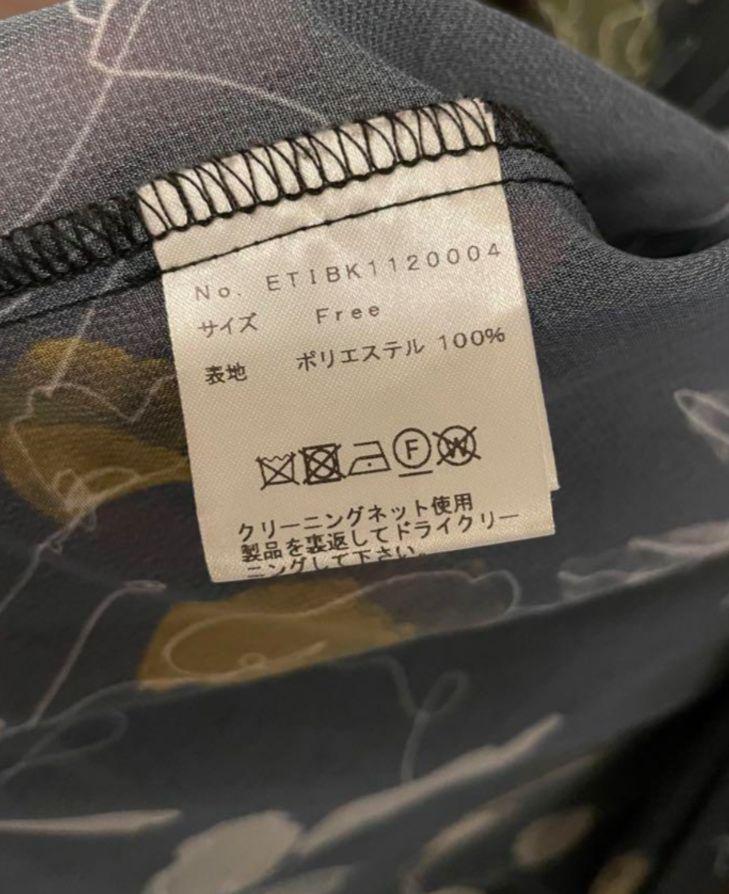 No. ETIBK1120004
サイズ Free
表地 ポリエステル 100%
F W
クリーニングネット使用
製品を裏返してドライクリー
ニングして下さい。